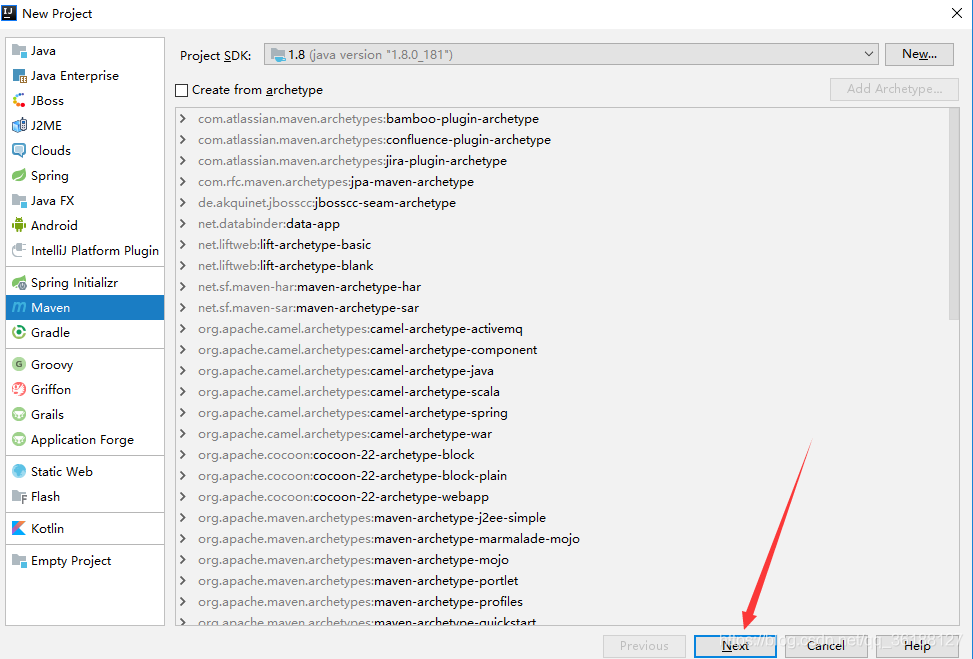 New Project
Java
Java Enterprise
JBoss
J2ME
Clouds
Spring
Java FX
Android
IntelliJ Platform Plugin
Spring Initializr
Maven
Gradle
Groovy
Griffon
Grails
Application Forge
Static Web
Flash
Kotlin
Empty Project
Project SDK: 1.8 (java version "1.8.0_181") New...
Create from archetype Add Archetype...
com.atlassian.maven.archetypes:bamboo-plugin-archetype
com.atlassian.maven.archetypes:confluence-plugin-archetype
com.atlassian.maven.archetypes:jira-plugin-archetype
com.rfc.maven.archetypes:jpa-maven-archetype
de.akquinet.jbosscc:jbosscc-seam-archetype
net.databinder:data-app
net.liftweb:lift-archetype-basic
net.liftweb:lift-archetype-blank
net.sf.maven-har:maven-archetype-har
net.sf.maven-sar:maven-archetype-sar
org.apache.camel.archetypes:camel-archetype-activemq
org.apache.camel.archetypes:camel-archetype-component
org.apache.camel.archetypes:camel-archetype-java
org.apache.camel.archetypes:camel-archetype-scala
org.apache.camel.archetypes:camel-archetype-spring
org.apache.camel.archetypes:camel-archetype-war
org.apache.cocoon:cocoon-22-archetype-block
org.apache.cocoon:cocoon-22-archetype-block-plain
org.apache.cocoon:cocoon-22-archetype-webapp
org.apache.maven.archetypes:maven-archetype-j2ee-simple
org.apache.maven.archetypes:maven-archetype-marmalade-mojo
org.apache.maven.archetypes:maven-archetype-mojo
org.apache.maven.archetypes:maven-archetype-portlet
org.apache.maven.archetypes:maven-archetype-profiles
org.apache.maven.archetypes:maven-archetype-quickstart
Previous Next Cancel Help